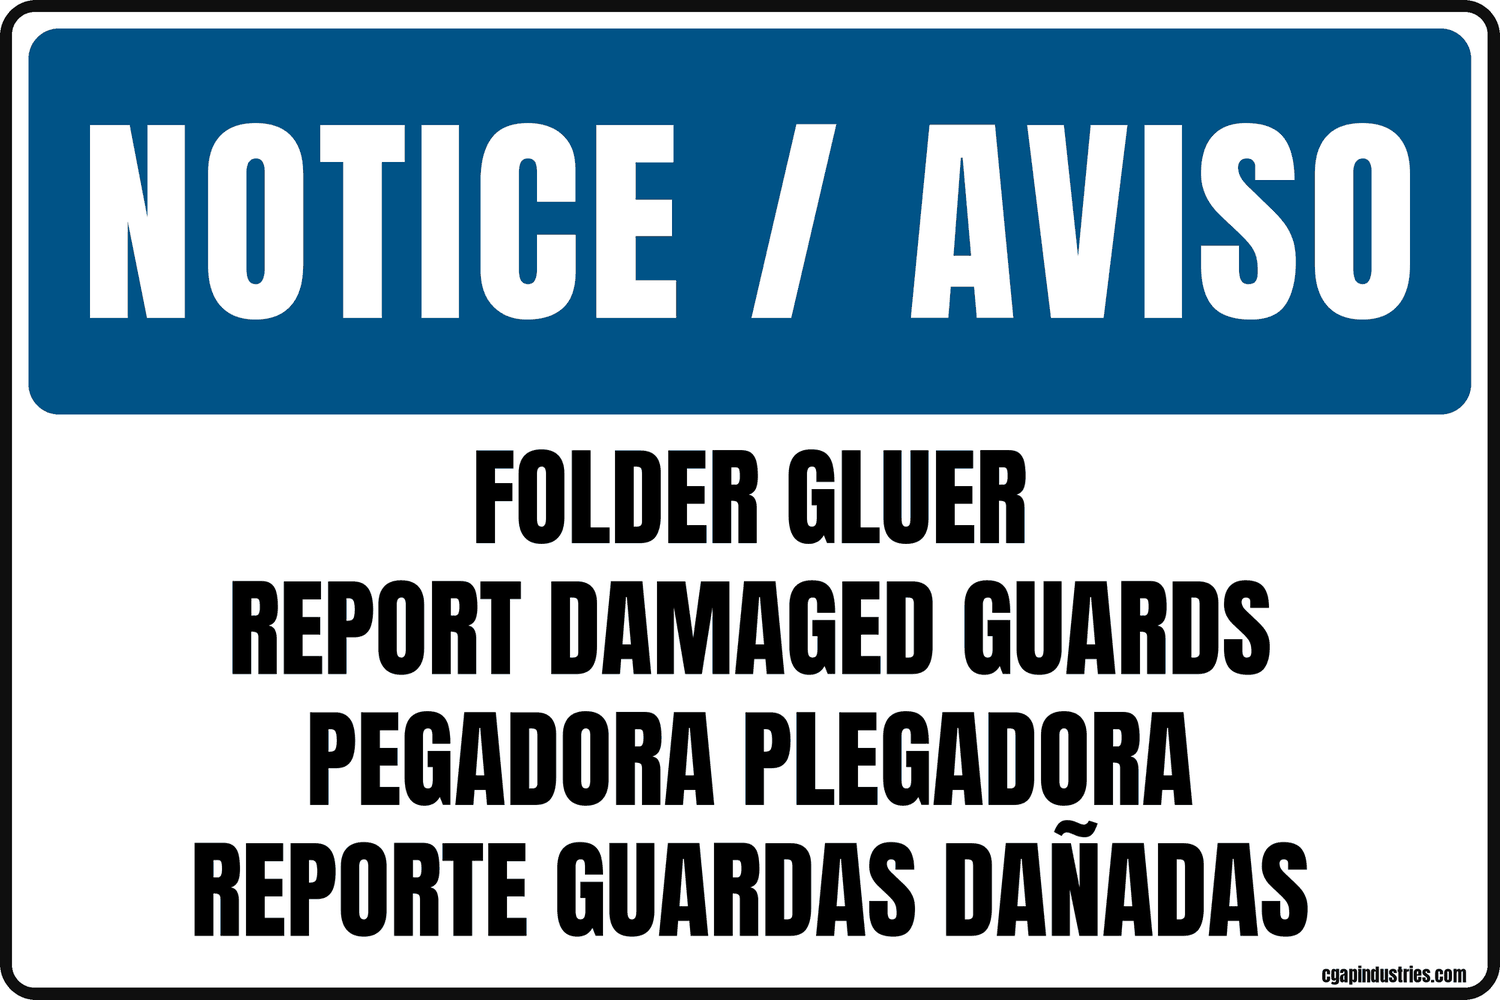 NOTICE / AVISO
FOLDER GLUER
REPORT DAMAGED GUARDS
PEGADORA PLEGADORA
REPORTE GUARDAS DAÑADAS
cgapindustries.com